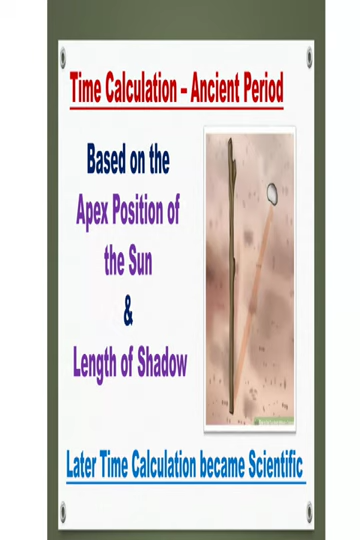 Time Calculation – Ancient Period
Based on the
Apex Position of
the Sun
&
Length of Shadow
Later Time Calculation became Scientific